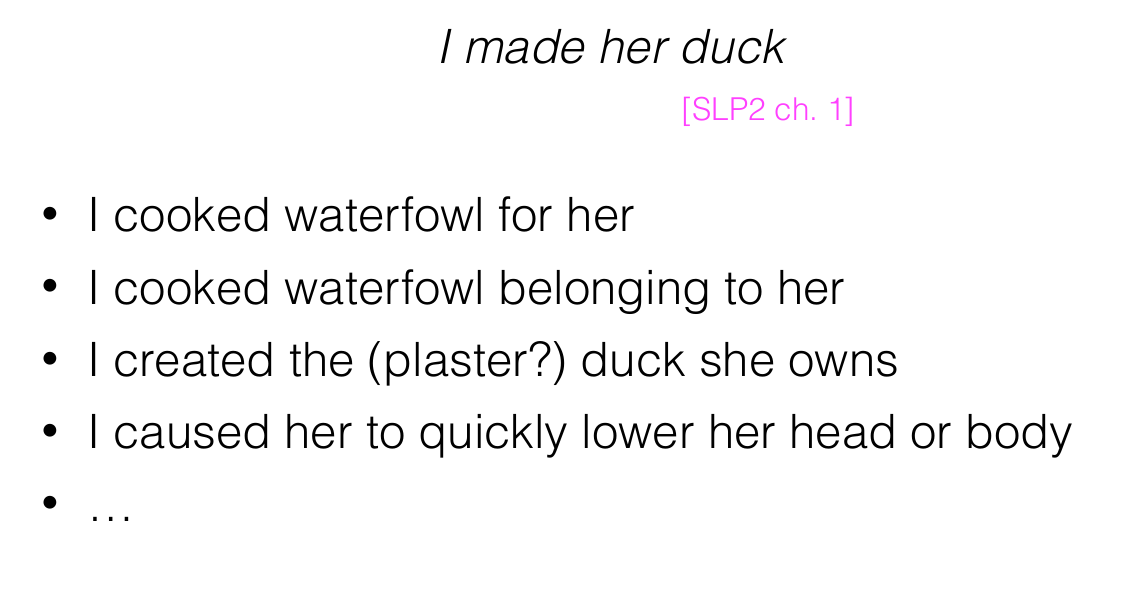 I made her duck
[SLP2 ch. 1]
• I cooked waterfowl for her
• I cooked waterfowl belonging to her
• I created the (plaster?) duck she owns
• I caused her to quickly lower her head or body
• …